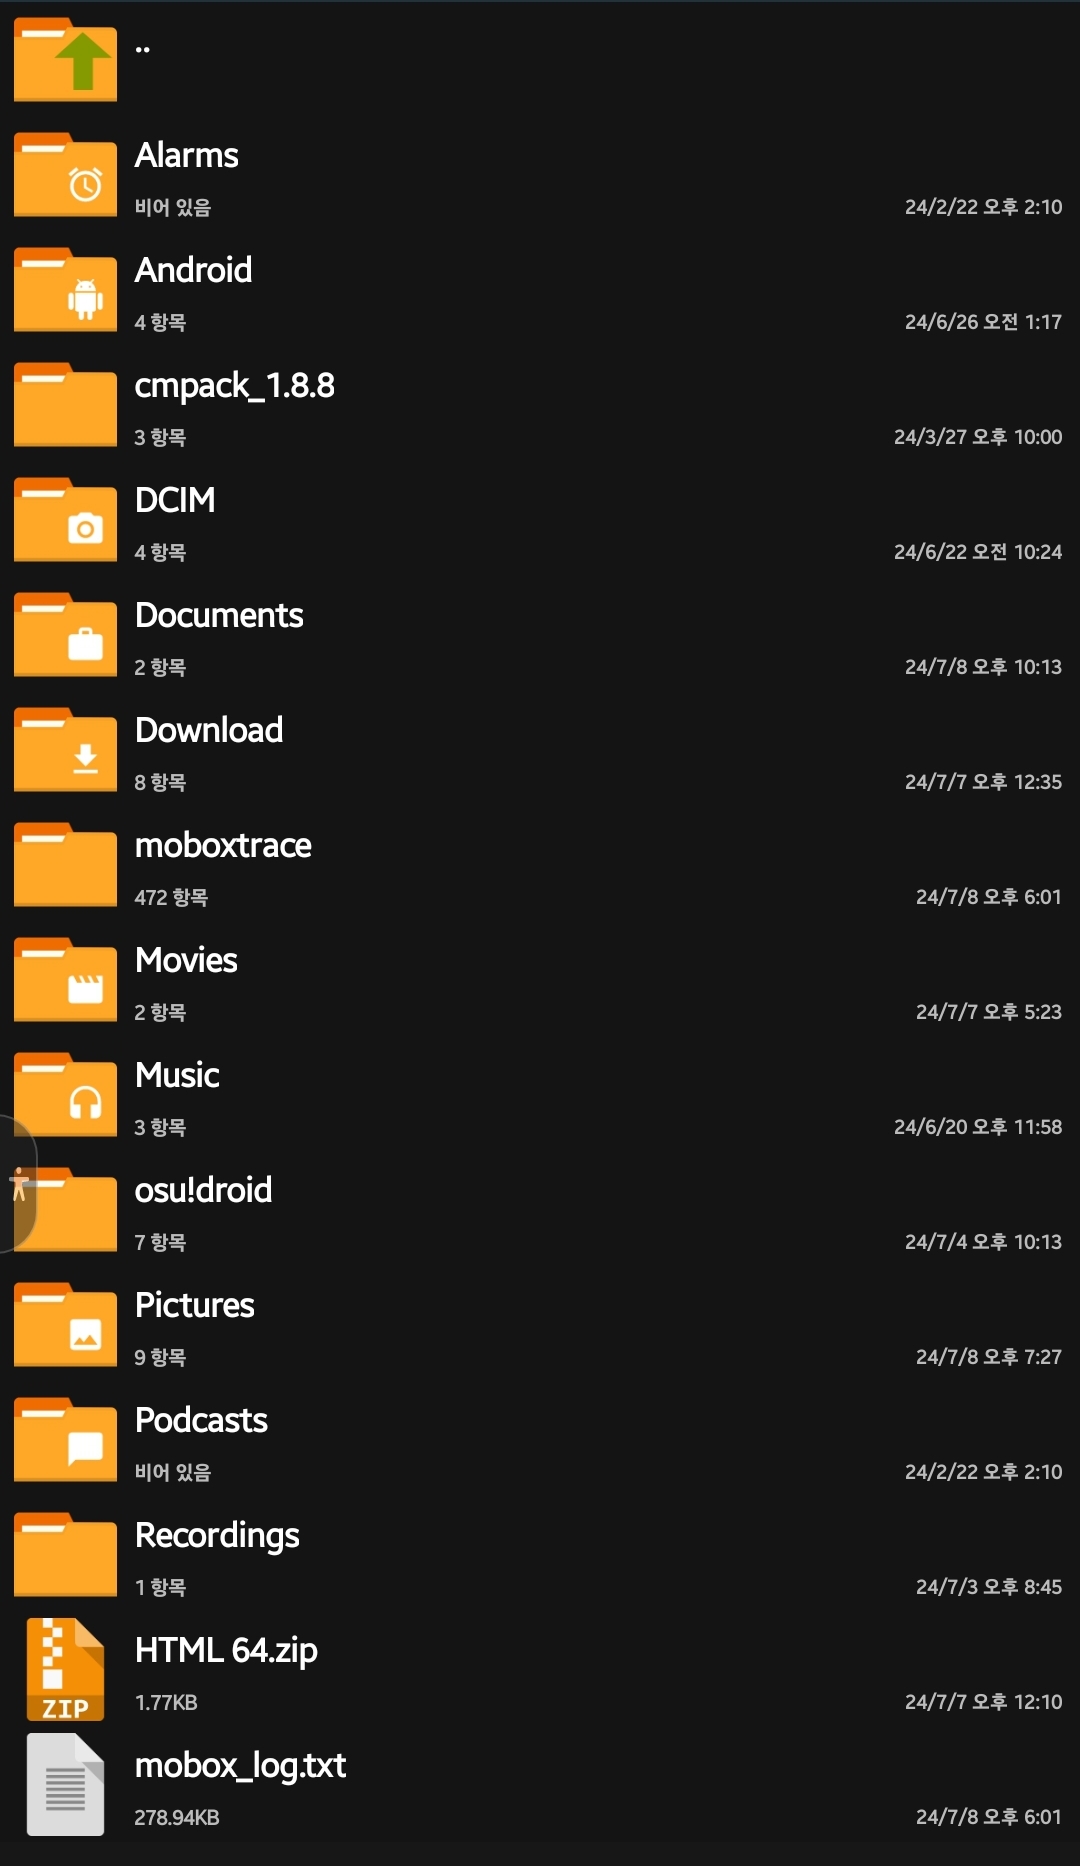 ..
Alarms
비어 있음 24/2/22 오후 2:10
Android
4 항목 24/6/26 오전 1:17
cmpack_1.8.8
3 항목 24/3/27 오후 10:00
DCIM
4 항목 24/6/22 오전 10:24
Documents
2 항목 24/7/8 오후 10:13
Download
8 항목 24/7/7 오후 12:35
moboxtrace
472 항목 24/7/8 오후 6:01
Movies
2 항목 24/7/7 오후 5:23
Music
3 항목 24/6/20 오후 11:58
osu!droid
7 항목 24/7/4 오후 10:13
Pictures
9 항목 24/7/8 오후 7:27
Podcasts
비어 있음 24/2/22 오후 2:10
Recordings
1 항목 24/7/3 오후 8:45
HTML 64.zip
ZIP 1.77KB 24/7/7 오후 12:10
mobox_log.txt
278.94KB 24/7/8 오후 6:01